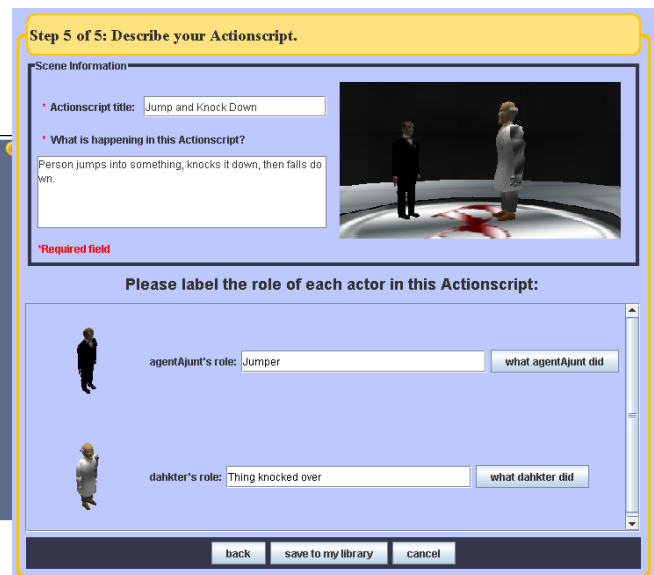 Step 5 of 5: Describe your Actionscript.
Scene Information
* Actionscript title: Jump and Knock Down
* What is happening in this Actionscript?
Person jumps into something, knocks it down, then falls do
wn.
*Required field
Please label the role of each actor in this Actionscript:
agentAjunt's role: Jumper what agentAjunt did
dahkter's role: Thing knocked over what dahkter did
back save to my library cancel